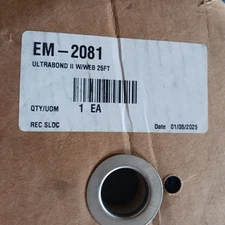 EM-2081
ULTRABOND II W/WEB 25FT
QTY/UOM 1 EA
REC SLOC Date 01/06/2025